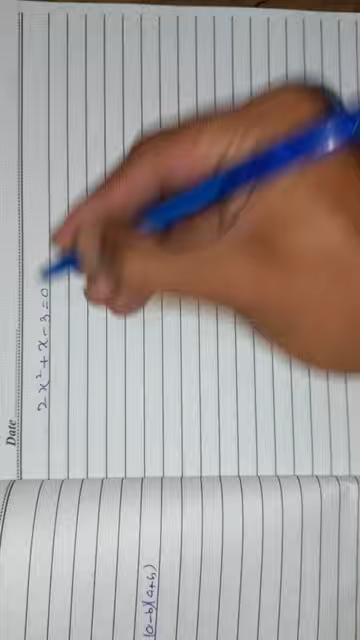 Date
2x² + x - 3 = 0
(a-b)(a+b)